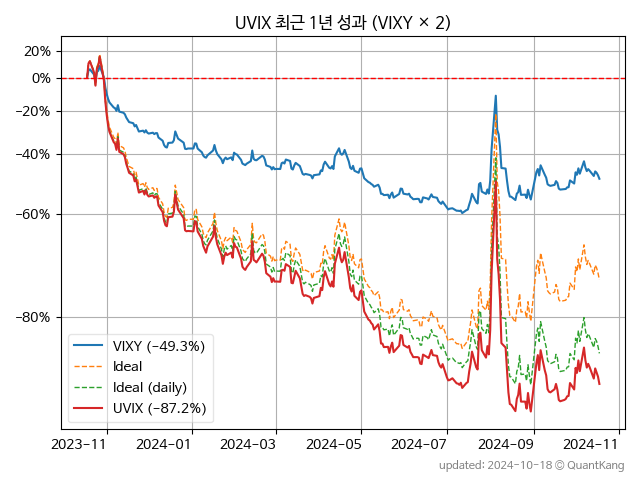 UVIX 최근 1년 성과 (VIXY × 2)
20%
0%
−20%
−40%
−60%
−80%
VIXY (−49.3%)
Ideal
Ideal (daily)
UVIX (−87.2%)
2023-11 2024-01 2024-03 2024-05 2024-07 2024-09 2024-11
updated: 2024-10-18 © QuantKang